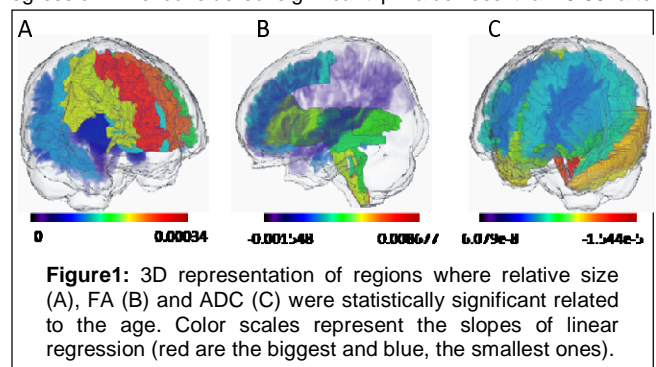 A B C
0 0.00034 -0.001548 0.008677 6.079e-8 -1.544e-5
Figure1: 3D representation of regions where relative size
(A), FA (B) and ADC (C) were statistically significant related
to the age. Color scales represent the slopes of linear
regression (red are the biggest and blue, the smallest ones).